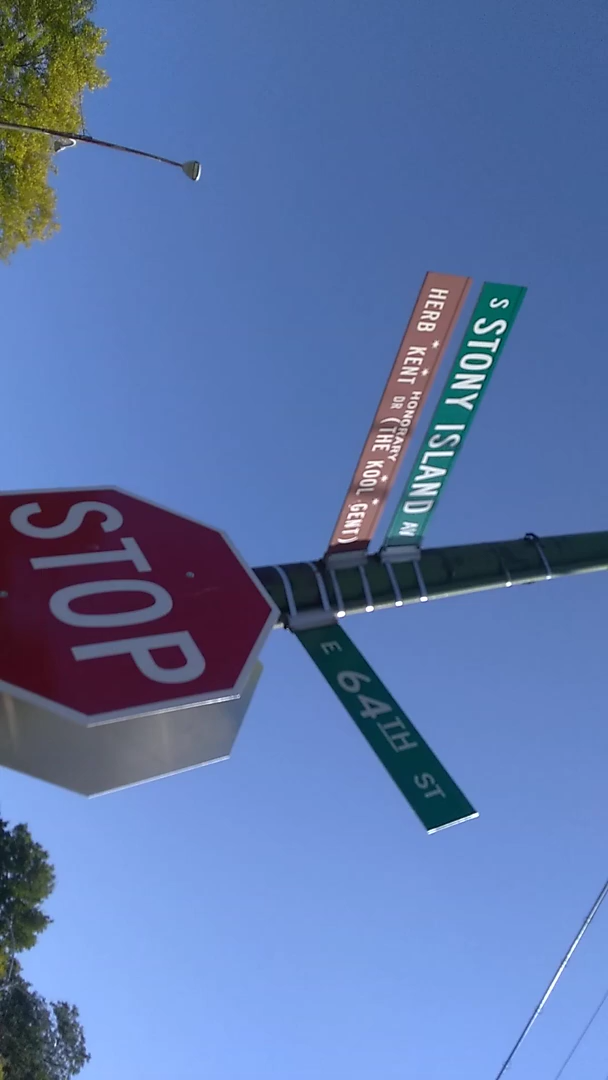 S STONY ISLAND AV
HONORARY
HERB * KENT * DR * (THE * KOOL * GENT)
E 64TH ST
STOP